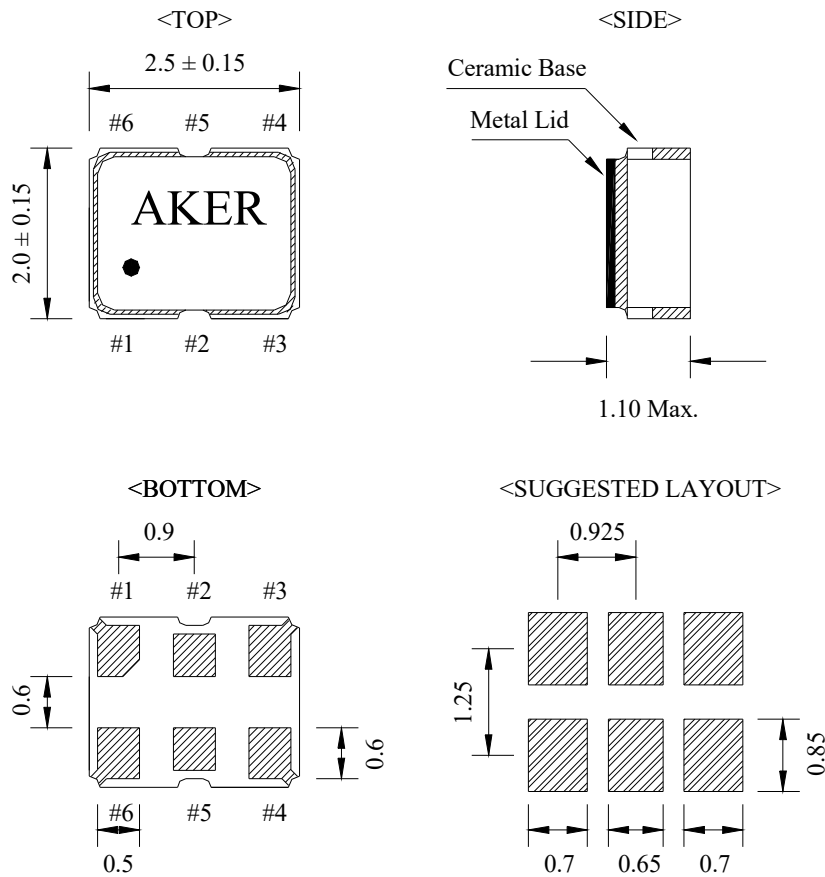 <TOP>
2.5 ± 0.15
#6 #5 #4
2.0 ± 0.15
AKER
#1 #2 #3
<SIDE>
Ceramic Base
Metal Lid
1.10 Max.
<BOTTOM>
0.9
#1 #2 #3
0.6
0.6
#6 #5 #4
0.5
<SUGGESTED LAYOUT>
0.925
1.25
0.85
0.7 0.65 0.7